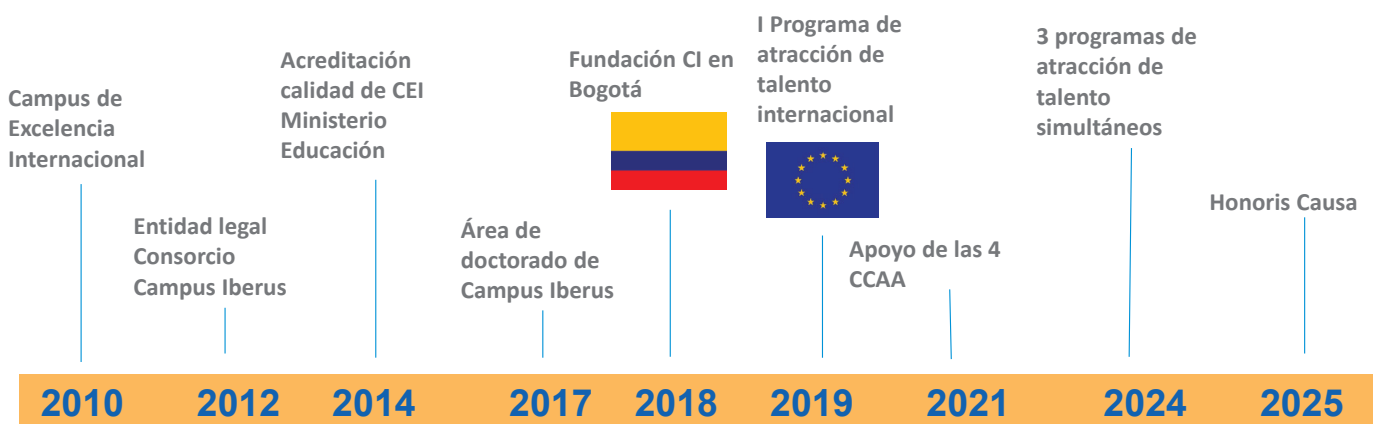 Campus de
Excelencia
Internacional
Entidad legal
Consorcio
Campus Iberus
Acreditación
calidad de CEI
Ministerio
Educación
Área de
doctorado de
Campus Iberus
Fundación CI en
Bogotá
I Programa de
atracción de
talento
internacional
Apoyo de las 4
CCAA
3 programas de
atracción de
talento
simultáneos
Honoris Causa
2010 2012 2014 2017 2018 2019 2021 2024 2025